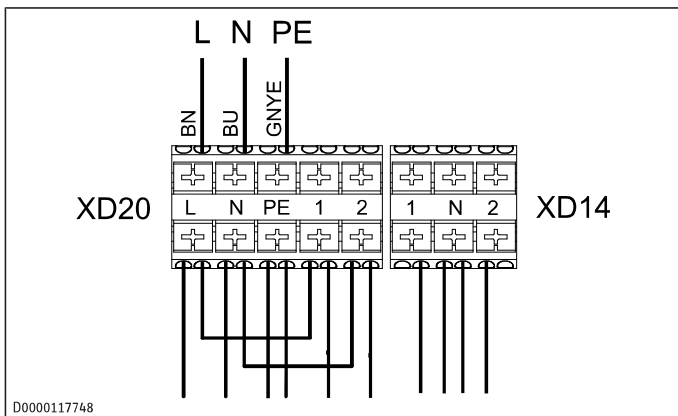 L N PE
BN BU GNYE
XD20 L N PE 1 2 1 N 2 XD14
D0000117748